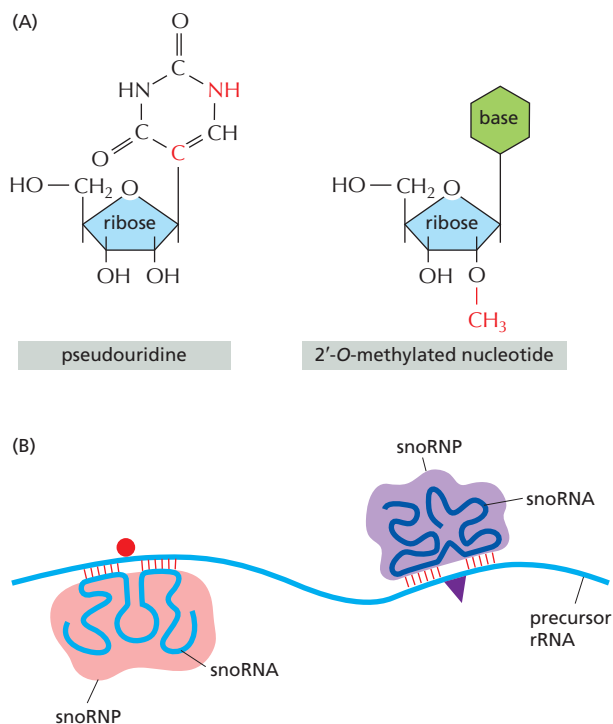 (A)
O
C
HN
NH
C
CH
O
C
HO — CH₂ O
ribose
OH OH
pseudouridine
base
HO — CH₂ O
ribose
OH O
CH₃
2′-O-methylated nucleotide
(B)
snoRNP
snoRNA
precursor
rRNA
snoRNA
snoRNP